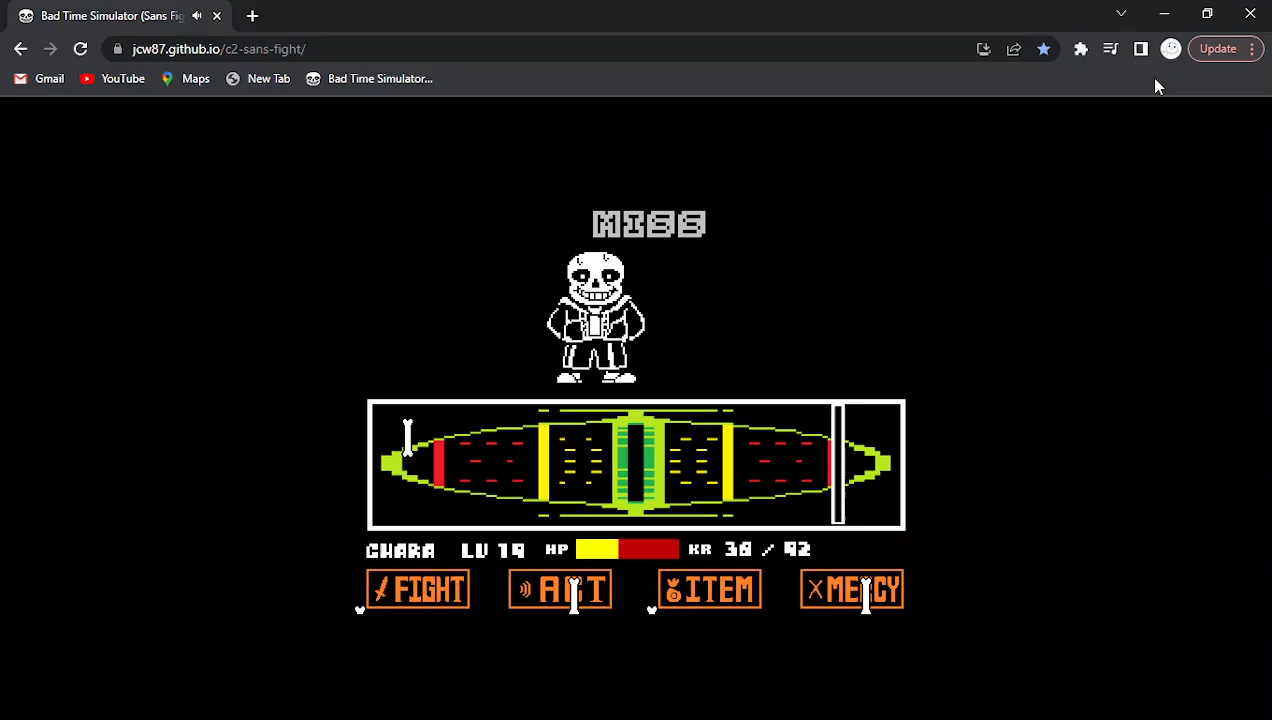 Bad Time Simulator (Sans Fig
jcw87.github.io/c2-sans-fight/
Update
Gmail
YouTube
Maps
New Tab
Bad Time Simulator...
MISS
CHARA LV 19 HP KR 38 / 92
FIGHT
ACT
ITEM
MERCY